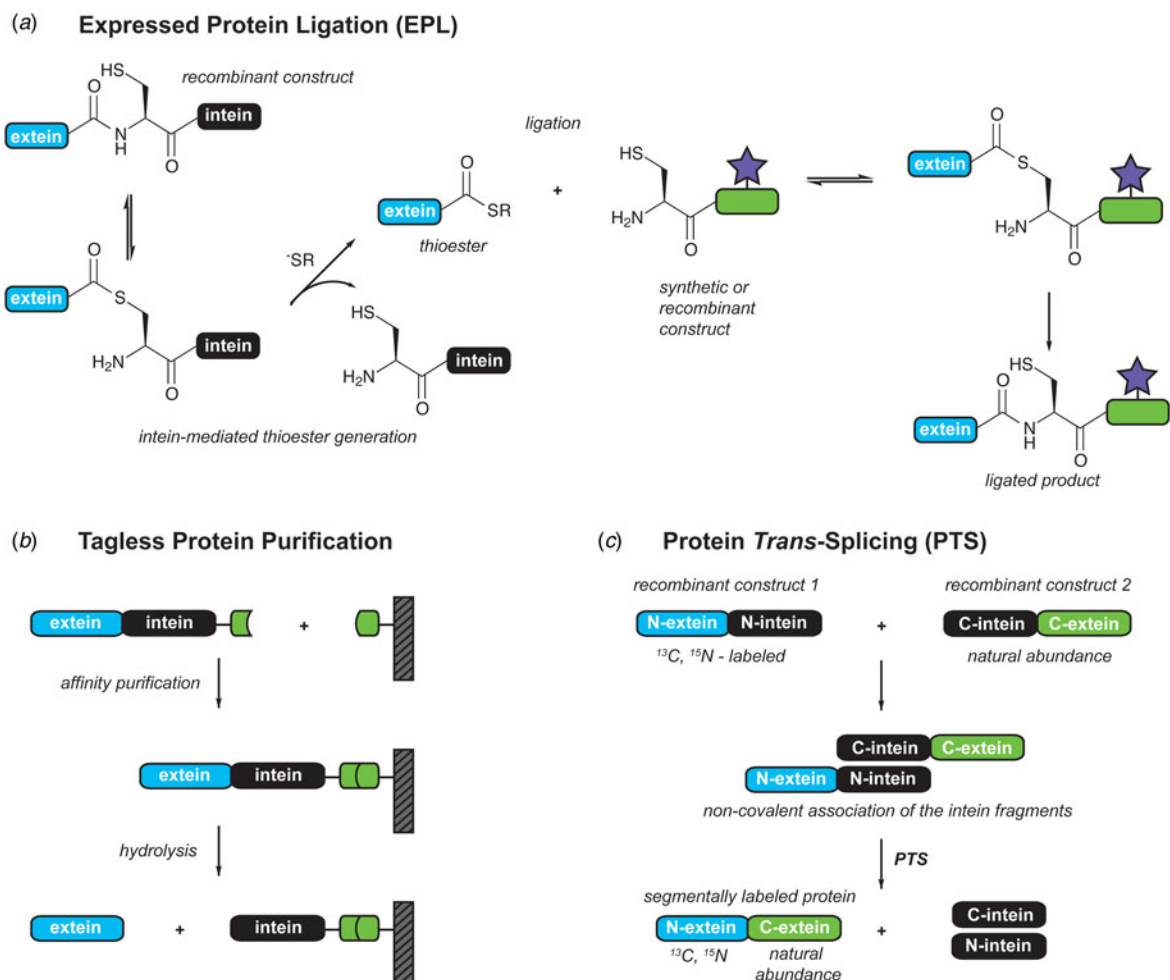 (a) Expressed Protein Ligation (EPL)
HS
recombinant construct
O
extein
N
H
O
intein
ligation
O
extein
SR
thioester
+
HS
H2N
O
synthetic or
recombinant
construct
O
extein
S
H2N
O
O
extein
S
H2N
O
intein
-SR
HS
H2N
O
intein
intein-mediated thioester generation
HS
O
extein
N
H
O
ligated product
(b) Tagless Protein Purification
extein intein +
affinity purification
extein intein
hydrolysis
extein + intein
(c) Protein Trans-Splicing (PTS)
recombinant construct 1 recombinant construct 2
N-extein N-intein + C-intein C-extein
13C, 15N - labeled natural abundance
C-intein C-extein
N-extein N-intein
non-covalent association of the intein fragments
PTS
segmentally labeled protein
N-extein C-extein + C-intein
N-intein
13C, 15N natural
abundance